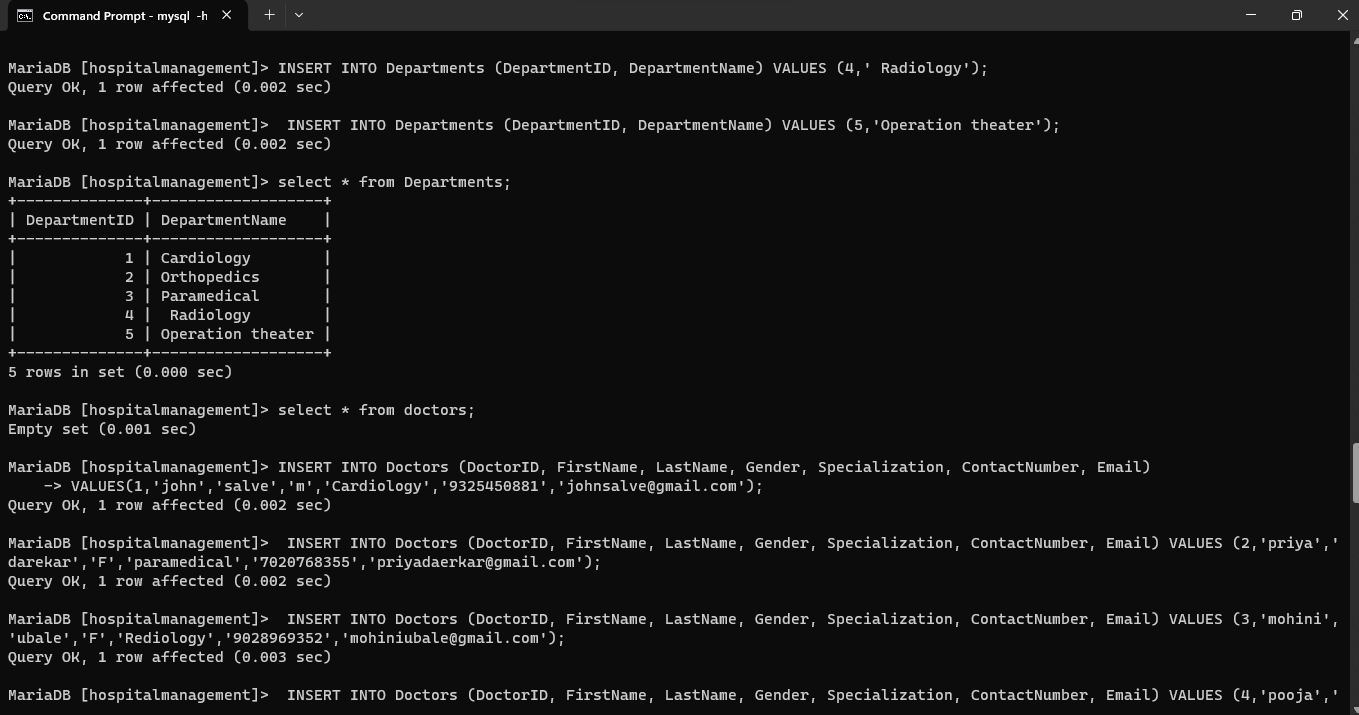 Command Prompt - mysql -h
MariaDB [hospitalmanagement]> INSERT INTO Departments (DepartmentID, DepartmentName) VALUES (4,' Radiology');
Query OK, 1 row affected (0.002 sec)
MariaDB [hospitalmanagement]>  INSERT INTO Departments (DepartmentID, DepartmentName) VALUES (5,'Operation theater');
Query OK, 1 row affected (0.002 sec)
MariaDB [hospitalmanagement]> select * from Departments;
+--------------+-------------------+
| DepartmentID | DepartmentName    |
+--------------+-------------------+
|            1 | Cardiology        |
|            2 | Orthopedics       |
|            3 | Paramedical       |
|            4 |  Radiology        |
|            5 | Operation theater |
+--------------+-------------------+
5 rows in set (0.000 sec)
MariaDB [hospitalmanagement]> select * from doctors;
Empty set (0.001 sec)
MariaDB [hospitalmanagement]> INSERT INTO Doctors (DoctorID, FirstName, LastName, Gender, Specialization, ContactNumber, Email)
    -> VALUES(1,'john','salve','m','Cardiology','9325450881','johnsalve@gmail.com');
Query OK, 1 row affected (0.002 sec)
MariaDB [hospitalmanagement]>  INSERT INTO Doctors (DoctorID, FirstName, LastName, Gender, Specialization, ContactNumber, Email) VALUES (2,'priya','
darekar','F','paramedical','7020768355','priyadaerkar@gmail.com');
Query OK, 1 row affected (0.002 sec)
MariaDB [hospitalmanagement]>  INSERT INTO Doctors (DoctorID, FirstName, LastName, Gender, Specialization, ContactNumber, Email) VALUES (3,'mohini',
'ubale','F','Rediology','9028969352','mohiniubale@gmail.com');
Query OK, 1 row affected (0.003 sec)
MariaDB [hospitalmanagement]>  INSERT INTO Doctors (DoctorID, FirstName, LastName, Gender, Specialization, ContactNumber, Email) VALUES (4,'pooja','